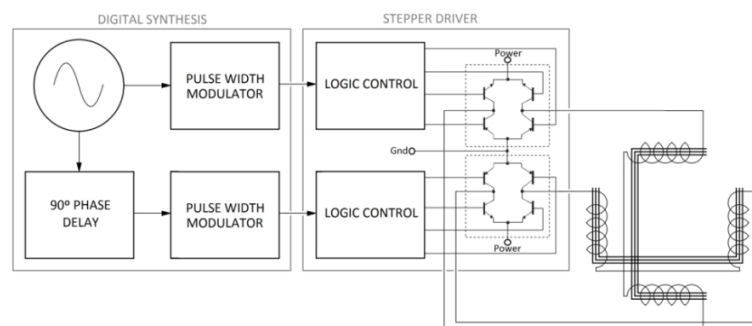 DIGITAL SYNTHESIS
STEPPER DRIVER
PULSE WIDTH
MODULATOR
LOGIC CONTROL
Power
Gnd
90º PHASE
DELAY
PULSE WIDTH
MODULATOR
LOGIC CONTROL
Power